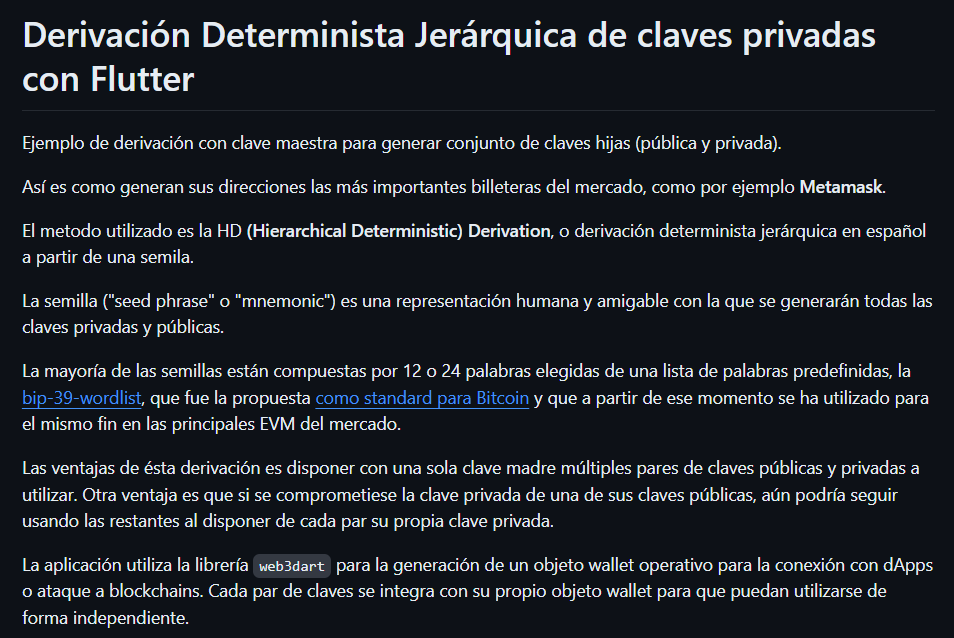 Derivación Determinista Jerárquica de claves privadas
con Flutter
Ejemplo de derivación con clave maestra para generar conjunto de claves hijas (pública y privada).
Así es como generan sus direcciones las más importantes billeteras del mercado, como por ejemplo Metamask.
El metodo utilizado es la HD (Hierarchical Deterministic) Derivation, o derivación determinista jerárquica en español
a partir de una semila.
La semilla ("seed phrase" o "mnemonic") es una representación humana y amigable con la que se generarán todas las
claves privadas y públicas.
La mayoría de las semillas están compuestas por 12 o 24 palabras elegidas de una lista de palabras predefinidas, la
bip-39-wordlist, que fue la propuesta como standard para Bitcoin y que a partir de ese momento se ha utilizado para
el mismo fin en las principales EVM del mercado.
Las ventajas de ésta derivación es disponer con una sola clave madre múltiples pares de claves públicas y privadas a
utilizar. Otra ventaja es que si se comprometiese la clave privada de una de sus claves públicas, aún podría seguir
usando las restantes al disponer de cada par su propia clave privada.
La aplicación utiliza la librería web3dart para la generación de un objeto wallet operativo para la conexión con dApps
o ataque a blockchains. Cada par de claves se integra con su propio objeto wallet para que puedan utilizarse de
forma independiente.